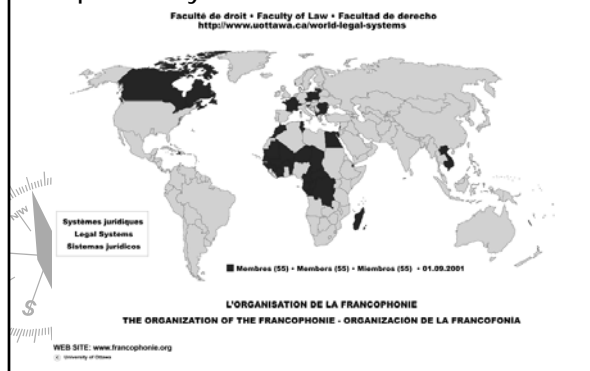 Faculté de droit • Faculty of Law • Facultad de derecho
http://www.uottawa.ca/world-legal-systems
NW
Systèmes juridiques
Legal Systems
Sistemas jurídicos
Membres (55) • Members (55) • Miembros (55) • 01.09.2001
S
L'ORGANISATION DE LA FRANCOPHONIE
THE ORGANIZATION OF THE FRANCOPHONIE - ORGANIZACION DE LA FRANCOFONIA
WEB SITE: www.francophonie.org
© University of Ottawa